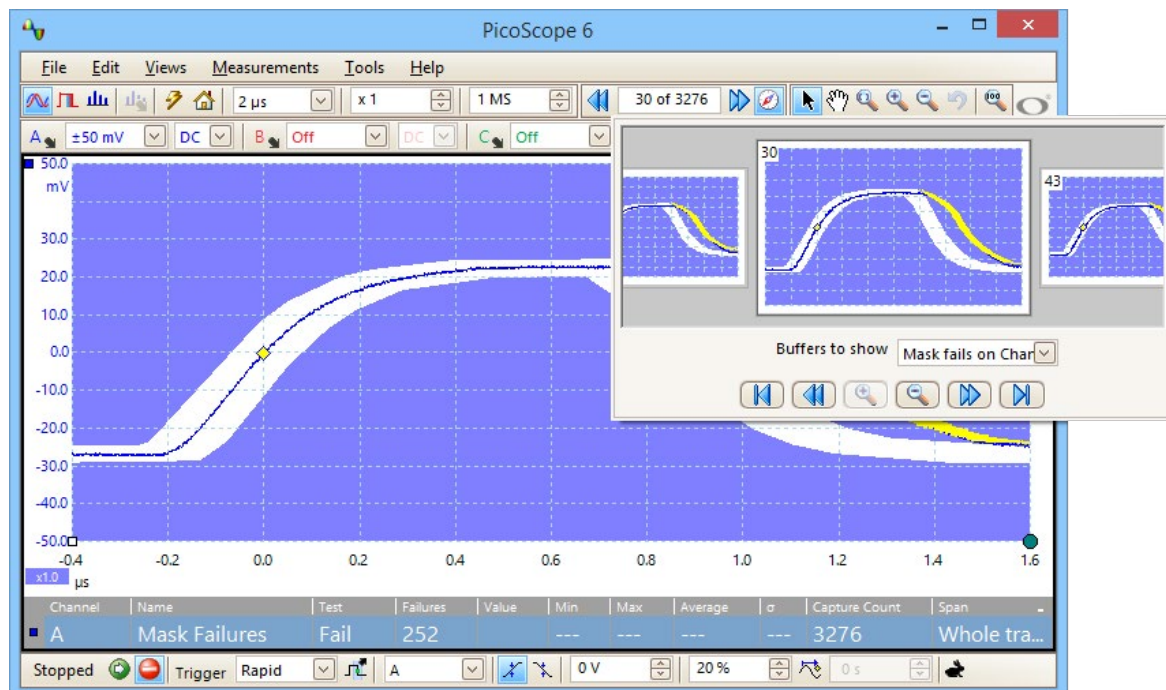 PicoScope 6
File Edit Views Measurements Tools Help
2 µs x 1 1 MS 30 of 3276
A ±50 mV DC B Off DC C Off
50.0
mV
30.0
20.0
10.0
0.0
-10.0
-20.0
-30.0
-40.0
-50.0
-0.4 -0.2 0.0 0.2 0.4 0.6 0.8 1.0 1.2 1.4 1.6
x1.0 µs
30
43
Buffers to show Mask fails on Char
Channel Name Test Failures Value Min Max Average σ Capture Count Span
A Mask Failures Fail 252 --- --- --- --- 3276 Whole tra...
Stopped Trigger Rapid A 0 V 20 % 0 s